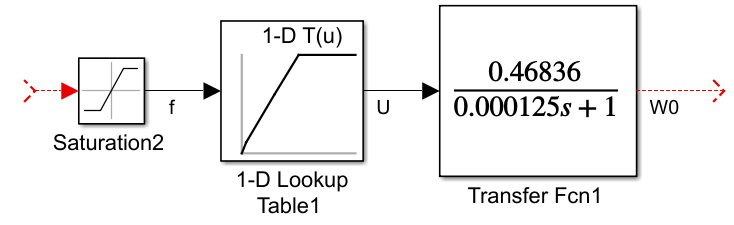 1-D T(u)
0.46836
0.000125s + 1
f
U
W0
Saturation2
1-D Lookup
Table1
Transfer Fcn1